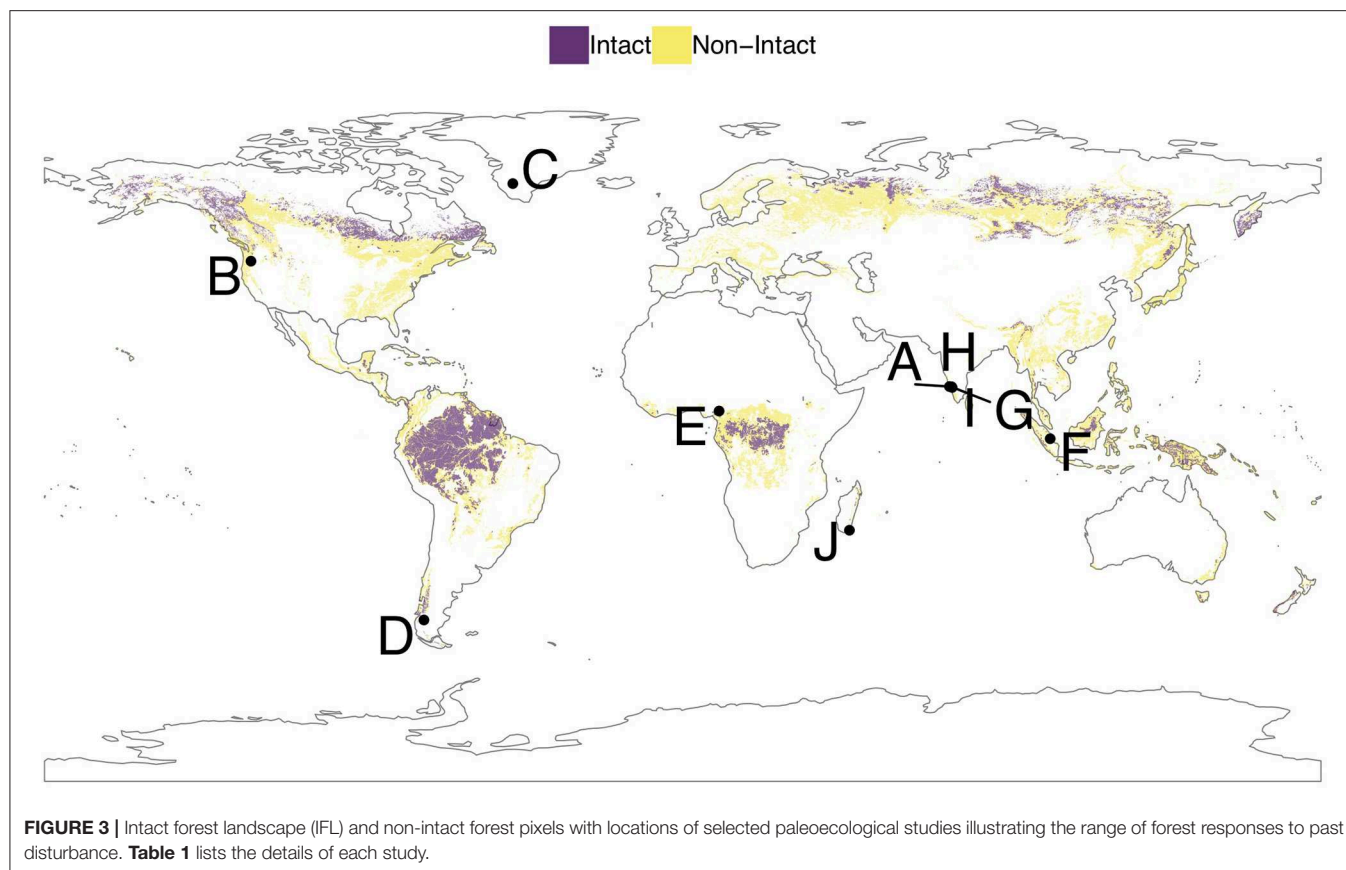 Intact Non−Intact
C
B
A H
G
I
E
F
J
D
FIGURE 3 | Intact forest landscape (IFL) and non-intact forest pixels with locations of selected paleoecological studies illustrating the range of forest responses to past
disturbance. Table 1 lists the details of each study.